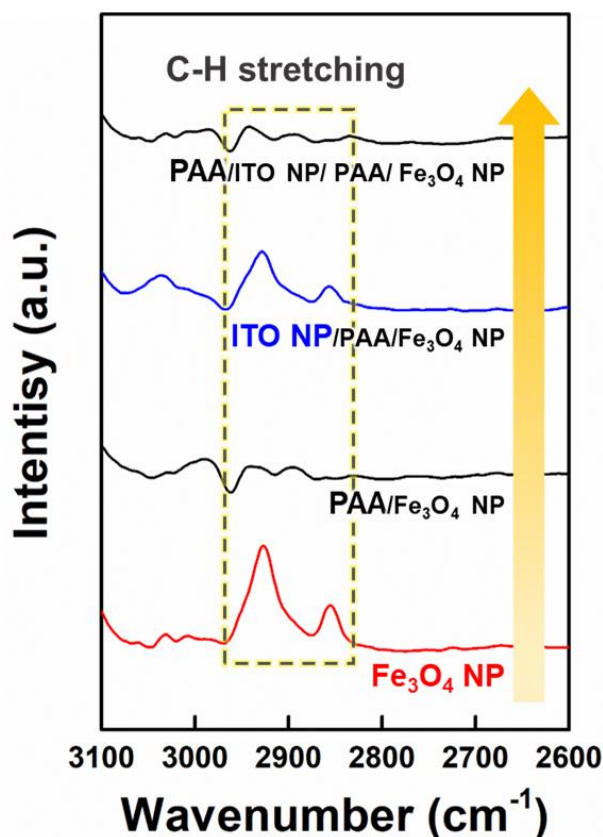 C-H stretching
PAA/ITO NP/ PAA/ Fe₃O₄ NP
ITO NP/PAA/Fe₃O₄ NP
PAA/Fe₃O₄ NP
Fe₃O₄ NP
Intentisy (a.u.)
3100 3000 2900 2800 2700 2600
Wavenumber (cm⁻¹)